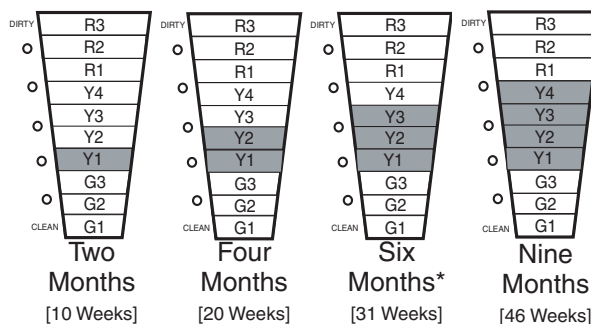 DIRTY
R3
R2
R1
Y4
Y3
Y2
Y1
G3
G2
G1
CLEAN
Two
Months
[10 Weeks]
DIRTY
R3
R2
R1
Y4
Y3
Y2
Y1
G3
G2
G1
CLEAN
Four
Months
[20 Weeks]
DIRTY
R3
R2
R1
Y4
Y3
Y2
Y1
G3
G2
G1
CLEAN
Six
Months*
[31 Weeks]
DIRTY
R3
R2
R1
Y4
Y3
Y2
Y1
G3
G2
G1
CLEAN
Nine
Months
[46 Weeks]